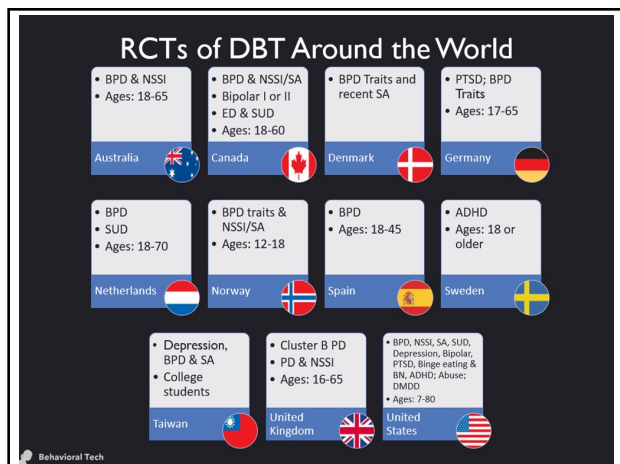 RCTs of DBT Around the World
• BPD & NSSI
• Ages: 18-65
Australia
• BPD & NSSI/SA
• Bipolar I or II
• ED & SUD
• Ages: 18-60
Canada
• BPD Traits and
recent SA
Denmark
• PTSD; BPD
Traits
• Ages: 17-65
Germany
• BPD
• SUD
• Ages: 18-70
Netherlands
• BPD traits &
NSSI/SA
• Ages: 12-18
Norway
• BPD
• Ages: 18-45
Spain
• ADHD
• Ages: 18 or
older
Sweden
• Depression,
BPD & SA
• College
students
Taiwan
• Cluster B PD
• PD & NSSI
• Ages: 16-65
United
Kingdom
• BPD, NSSI, SA, SUD,
Depression, Bipolar,
PTSD, Binge eating &
BN, ADHD; Abuse;
DMDD
• Ages: 7-80
United
States
Behavioral Tech